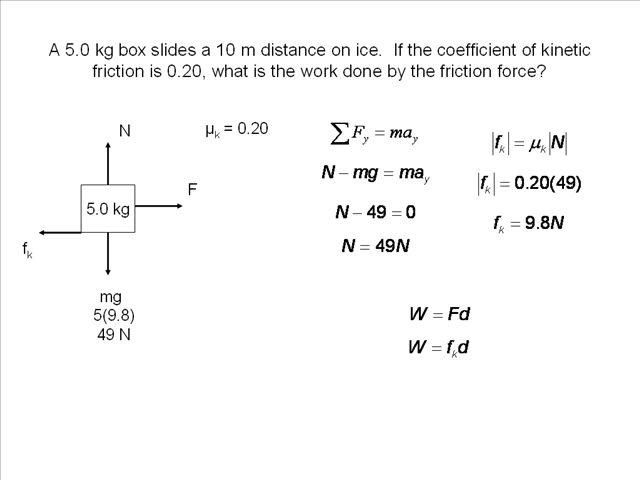 A 5.0 kg box slides a 10 m distance on ice. If the coefficient of kinetic
friction is 0.20, what is the work done by the friction force?
N
μk = 0.20
F
5.0 kg
fk
mg
5(9.8)
49 N
∑Fy = may
N – mg = may
N – 49 = 0
N = 49N
|fk| = μk|N|
|fk| = 0.20(49)
fk = 9.8N
W = Fd
W = fkd